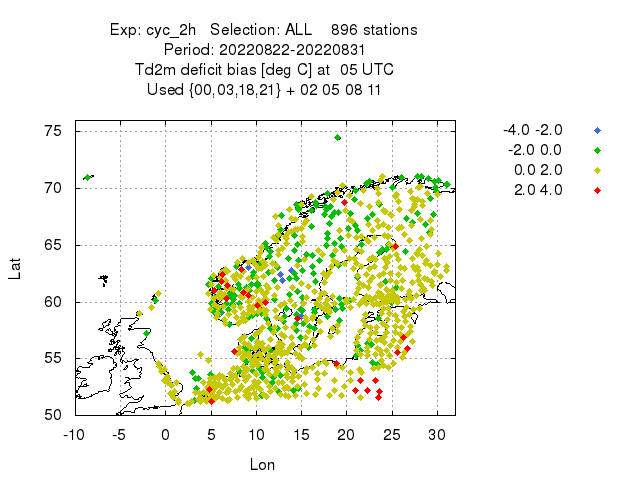 Exp: cyc_2h   Selection: ALL    896 stations
Period: 20220822-20220831
Td2m deficit bias [deg C] at  05 UTC
Used {00,03,18,21} + 02 05 08 11
-4.0 -2.0
-2.0 0.0
0.0 2.0
2.0 4.0
75
70
65
60
55
50
Lat
-10 -5 0 5 10 15 20 25 30
Lon